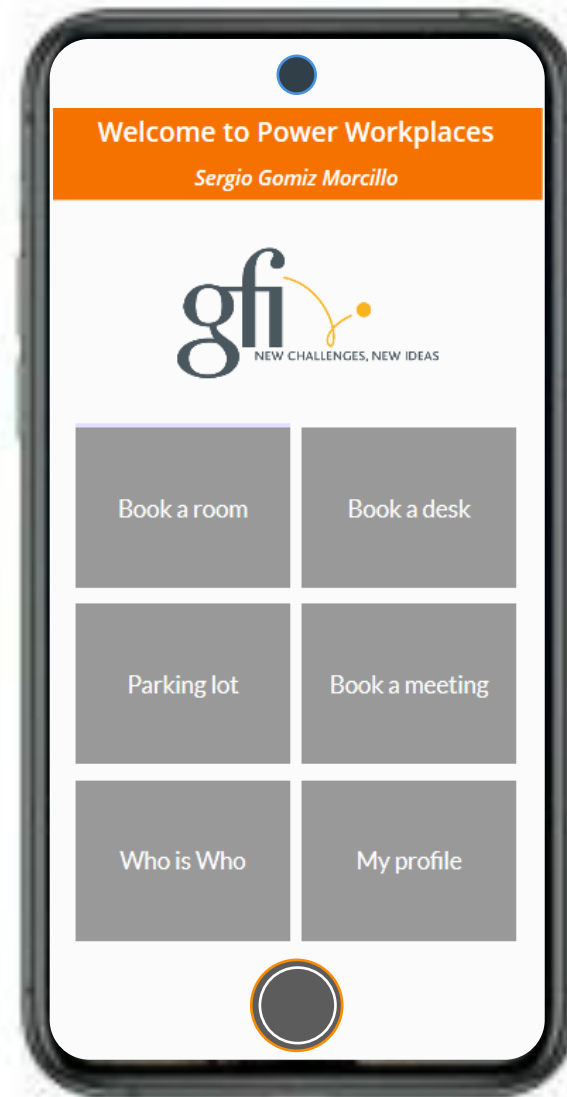 Welcome to Power Workplaces
Sergio Gomiz Morcillo
gfi
NEW CHALLENGES, NEW IDEAS
Book a room
Book a desk
Parking lot
Book a meeting
Who is Who
My profile